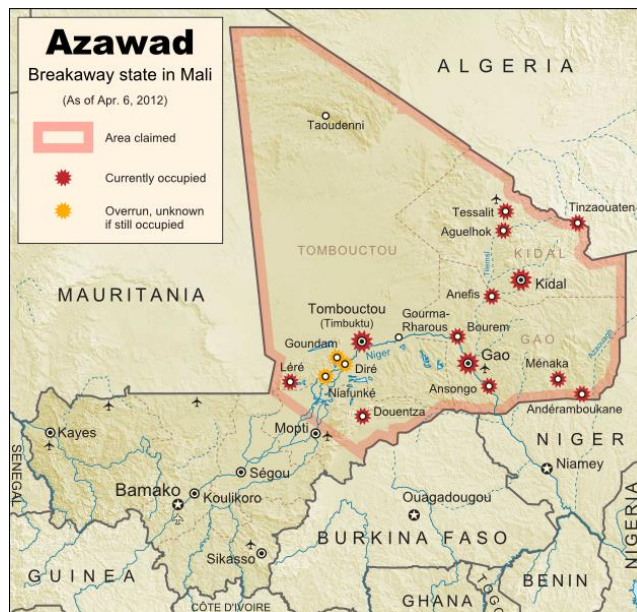 Azawad
Breakaway state in Mali
(As of Apr. 6, 2012)
Area claimed
Currently occupied
Overrun, unknown
if still occupied
ALGERIA
Taoudenni
Tessalit
Tinzaouaten
Aguelhok
TOMBOUCTOU
KIDAL
Tilemsi
Kidal
MAURITANIA
Anefis
Tombouctou
(Timbuktu)
Gourma-
Rharous
Bourem
GAO
Azaouagh
Goundam
Niger
Gao
Léré
Diré
Ménaka
Niafunké
Ansongo
Andéramboukane
Douentza
Mopti
Kayes
NIGER
SENEGAL
Ségou
Niamey
Bamako
Koulikoro
Ouagadougou
BURKINA FASO
NIGERIA
Sikasso
GUINEA
BENIN
TOGO
GHANA
CÔTE D'IVOIRE